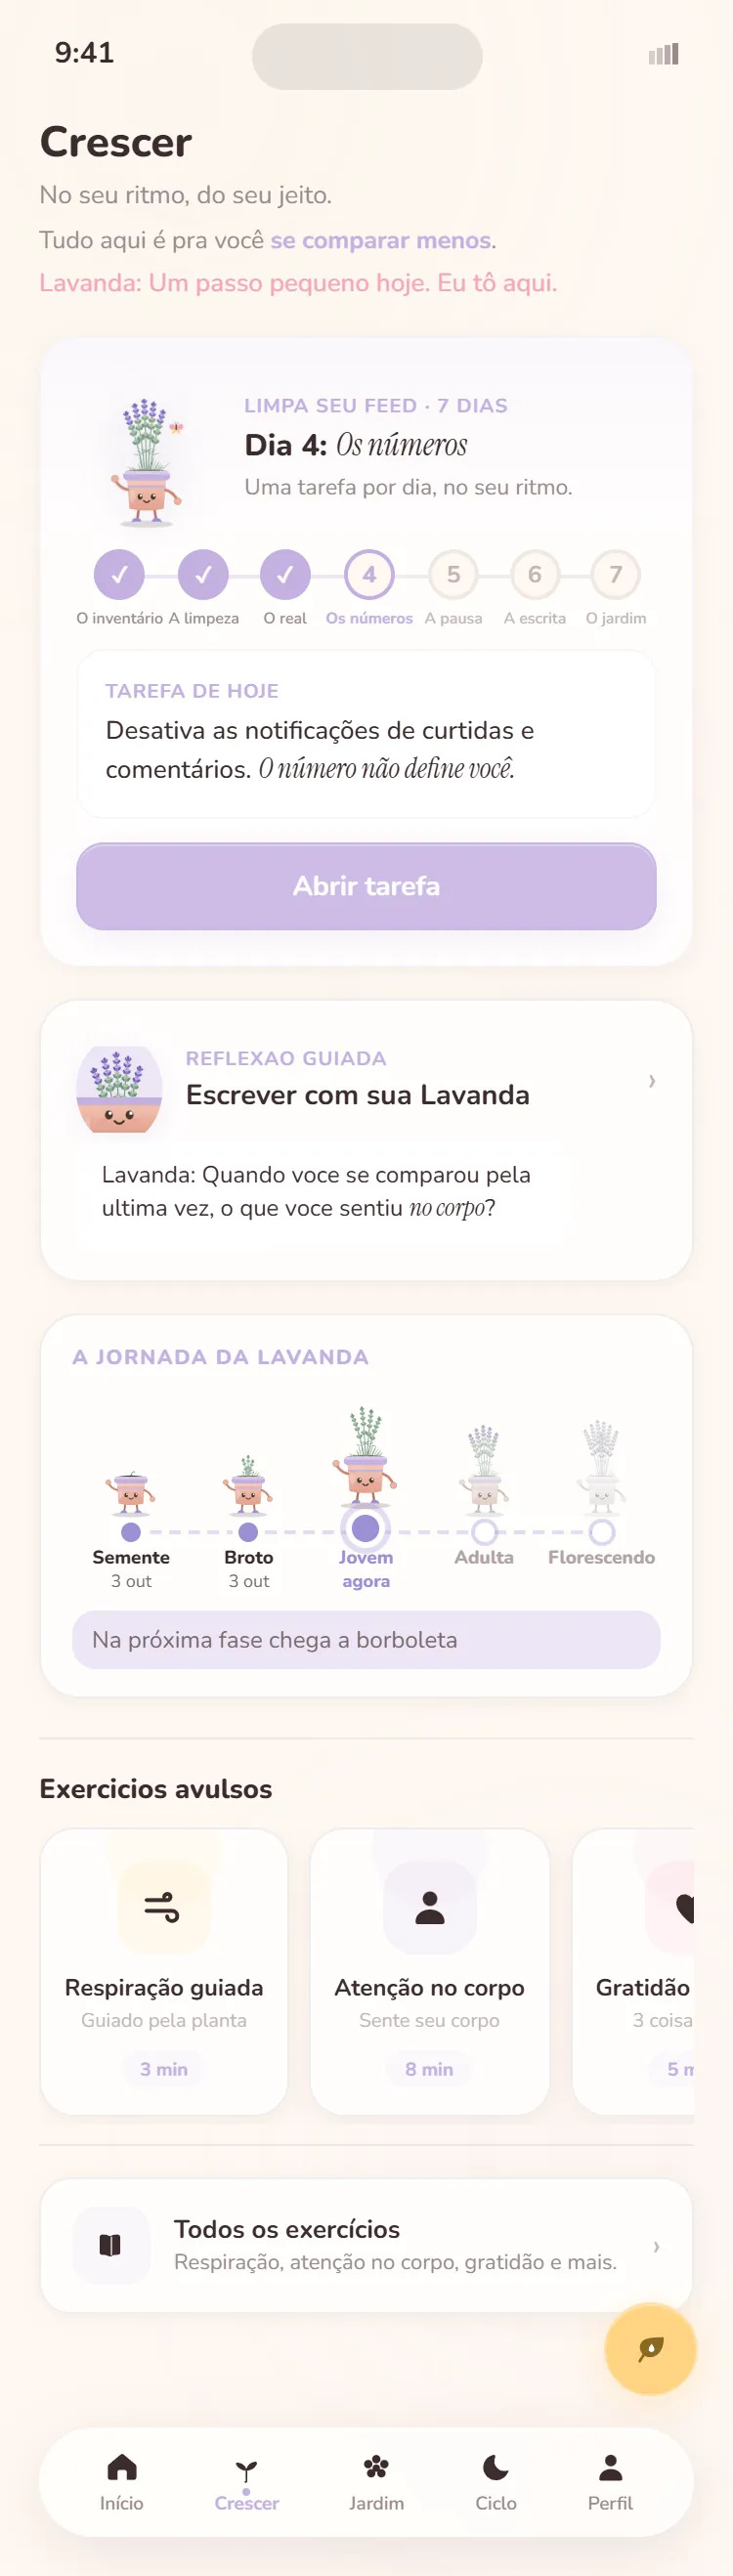 9:41
Crescer
No seu ritmo, do seu jeito.
Tudo aqui é pra você se comparar menos.
Lavanda: Um passo pequeno hoje. Eu tô aqui.
LIMPA SEU FEED · 7 DIAS
Dia 4: Os números
Uma tarefa por dia, no seu ritmo.
4 5 6 7
O inventário A limpeza O real Os números A pausa A escrita O jardim
TAREFA DE HOJE
Desativa as notificações de curtidas e
comentários. O número não define você.
Abrir tarefa
REFLEXAO GUIADA
Escrever com sua Lavanda
Lavanda: Quando voce se comparou pela
ultima vez, o que voce sentiu no corpo?
A JORNADA DA LAVANDA
Semente Broto Jovem Adulta Florescendo
3 out 3 out agora
Na próxima fase chega a borboleta
Exercicios avulsos
Respiração guiada Atenção no corpo Gratidão
Guiado pela planta Sente seu corpo 3 coisa
3 min 8 min 5 m
Todos os exercícios
Respiração, atenção no corpo, gratidão e mais.
Início Crescer Jardim Ciclo Perfil